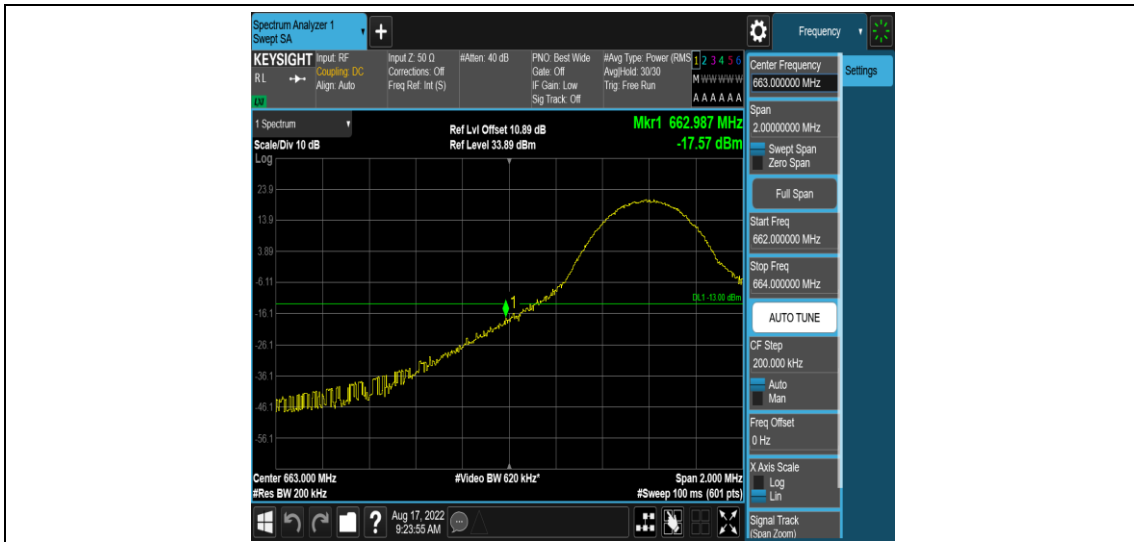 Spectrum Analyzer 1
Swept SA
+
Frequency
KEYSIGHT
RL
LXI
Input: RF
Coupling: DC
Align: Auto
Input Z: 50 Ω
Corrections: Off
Freq Ref: Int (S)
#Atten: 40 dB
PNO: Best Wide
Gate: Off
IF Gain: Low
Sig Track: Off
#Avg Type: Power (RMS
Avg|Hold: 30/30
Trig: Free Run
1 2 3 4 5 6
M W W W W W
A A A A A A
1 Spectrum
Scale/Div 10 dB
Ref Lvl Offset 10.89 dB
Ref Level 33.89 dBm
Mkr1 662.987 MHz
-17.57 dBm
Log
23.9
13.9
3.89
-6.11
-16.1
-26.1
-36.1
-46.1
-56.1
1
DL1 -13.00 dBm
Center 663.000 MHz
#Res BW 200 kHz
#Video BW 620 kHz*
Span 2.000 MHz
#Sweep 100 ms (601 pts)
?
Aug 17, 2022
9:23:55 AM
Center Frequency
663.000000 MHz
Span
2.00000000 MHz
Swept Span
Zero Span
Full Span
Start Freq
662.000000 MHz
Stop Freq
664.000000 MHz
AUTO TUNE
CF Step
200.000 kHz
Auto
Man
Freq Offset
0 Hz
X Axis Scale
Log
Lin
Signal Track
(Span Zoom)
Settings